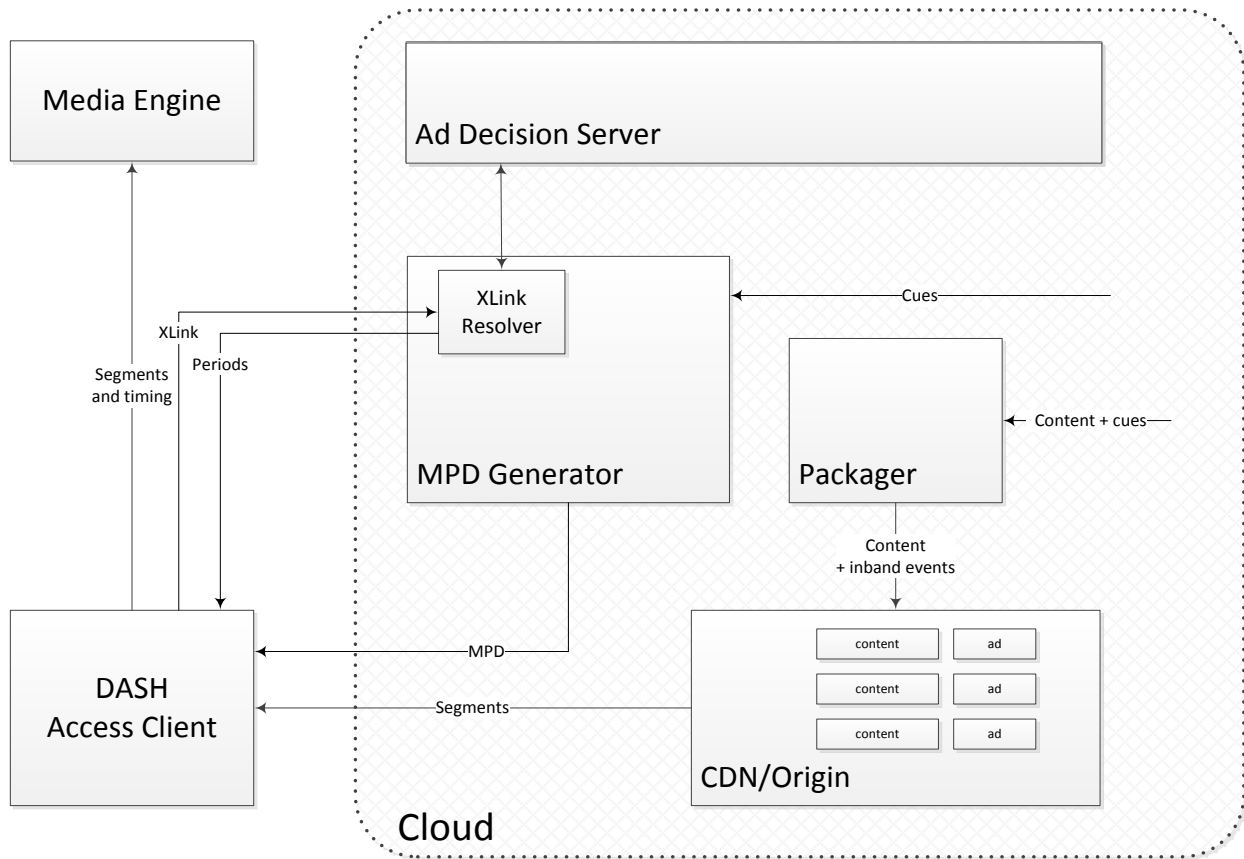 Media Engine
Ad Decision Server
XLink
Resolver
Cues
XLink
Periods
Segments
and timing
Content + cues
MPD Generator
Packager
Content
+ inband events
content
ad
MPD
DASH
Access Client
content
ad
Segments
content
ad
CDN/Origin
Cloud